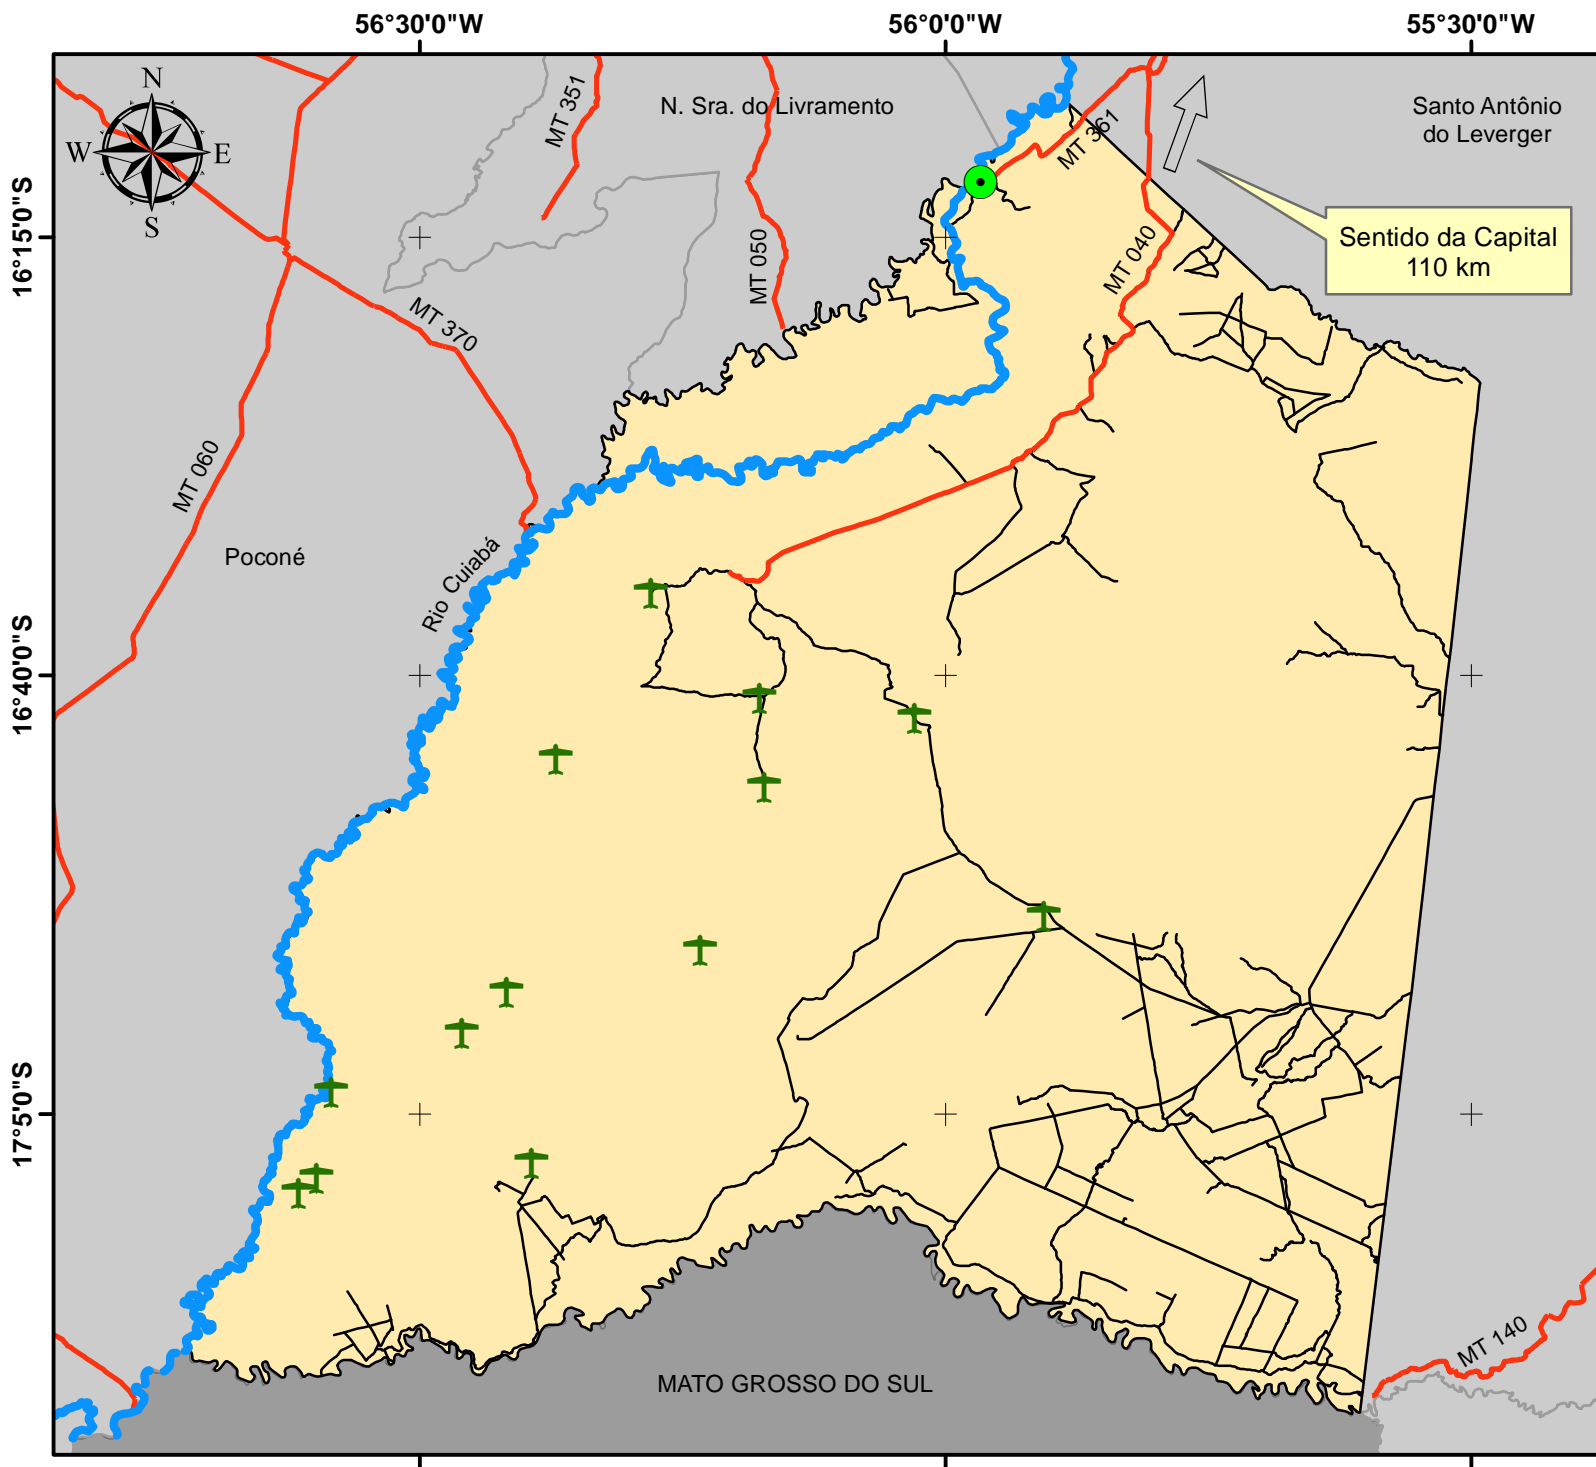 56°30'0"W
56°0'0"W
55°30'0"W
N
W
E
S
MT 351
N. Sra. do Livramento
MT 361
Santo Antônio
do Leverger
16°15'0"S
MT 050
MT 040
Sentido da Capital
110 km
MT 370
MT 060
Poconé
Rio Cuiabá
16°40'0"S
17°5'0"S
MT 140
MATO GROSSO DO SUL